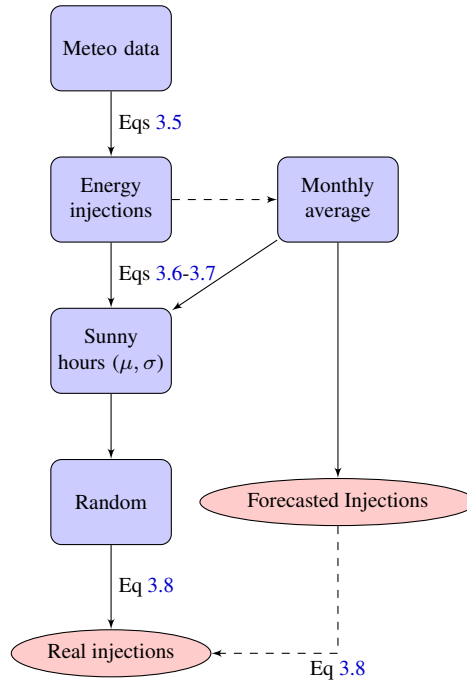 Meteo data
Eqs 3.5
Energy
injections
Monthly
average
Eqs 3.6-3.7
Sunny
hours (μ, σ)
Random
Forecasted Injections
Eq 3.8
Real injections
Eq 3.8